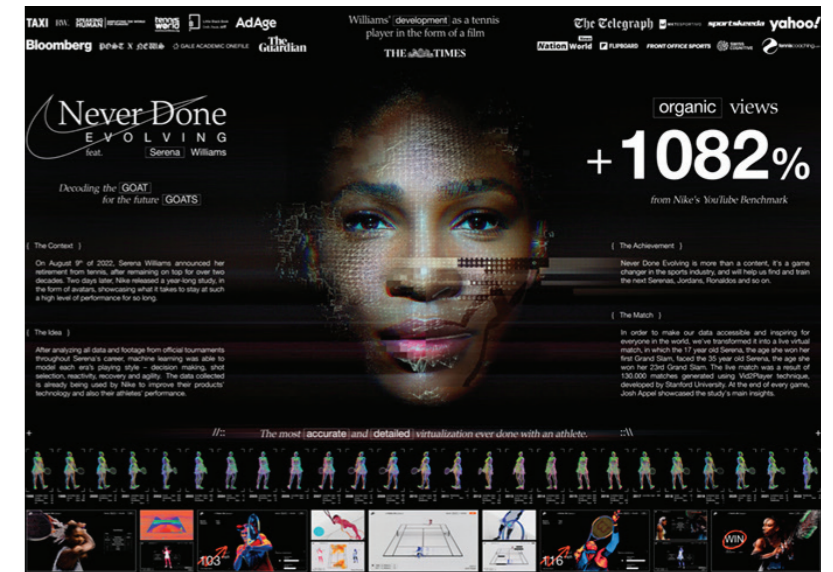 TAXI
AdAge
Bloomberg
GALE ACADEMIC ONEFILE
The Guardian
Williams' development as a tennis
player in the form of a film
THE TIMES
The Telegraph
sportskeeda
yahoo!
Nation World
FLIPBOARD
FRONT OFFICE SPORTS
Never Done
EVOLVING
feat. Serena Williams
Decoding the GOAT
for the future GOATS
organic views
+1082%
from Nike's YouTube Benchmark
{ The Context }
On August 9th of 2022, Serena Williams announced her
retirement from tennis, after remaining on top for over two
decades. Two days later, Nike released a year-long study, in
the form of avatars, showcasing what it takes to stay at such
a high level of performance for so long.
{ The Idea }
After analyzing all data and footage from official tournaments
throughout Serena's career, machine learning was able to
model each era's playing style – decision making, shot
selection, reactivity, recovery and agility. The data collected
is already being used by Nike to improve their products'
technology and also their athletes' performance.
{ The Achievement }
Never Done Evolving is more than a content, it's a game
changer in the sports industry, and will help us find and train
the next Serenas, Jordans, Ronaldos and so on.
{ The Match }
In order to make our data accessible and inspiring for
everyone in the world, we've transformed it into a live virtual
match, in which the 17 year old Serena, the age she won her
first Grand Slam, faced the 35 year old Serena, the age she
won her 23rd Grand Slam. The live match was a result of
130.000 matches generated using Vid2Player technique,
developed by Stanford University. At the end of every game,
Josh Appel showcased the study's main insights.
//:: The most accurate and detailed virtualization ever done with an athlete. ::\\
103
116
WIN